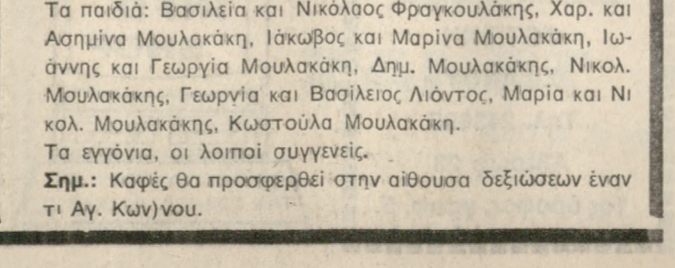 Τα παιδιά: Βασιλεία και Νικόλαος Φραγκουλάκης, Χαρ. και
Ασημίνα Μουλακάκη, Ιάκωβος και Μαρίνα Μουλακάκη, Ιω-
άννης και Γεωργία Μουλακάκη, Δημ. Μουλακάκης, Νικολ.
Μουλακάκης, Γεωργία και Βασίλειος Λιόντος, Μαρία και Νι
κολ. Μουλακάκης, Κωστούλα Μουλακάκη.
Τα εγγόνια, οι λοιποί συγγενείς.
Σημ.: Καφές θα προσφερθεί στην αίθουσα δεξιώσεων έναν
τι Αγ. Κων)νου.